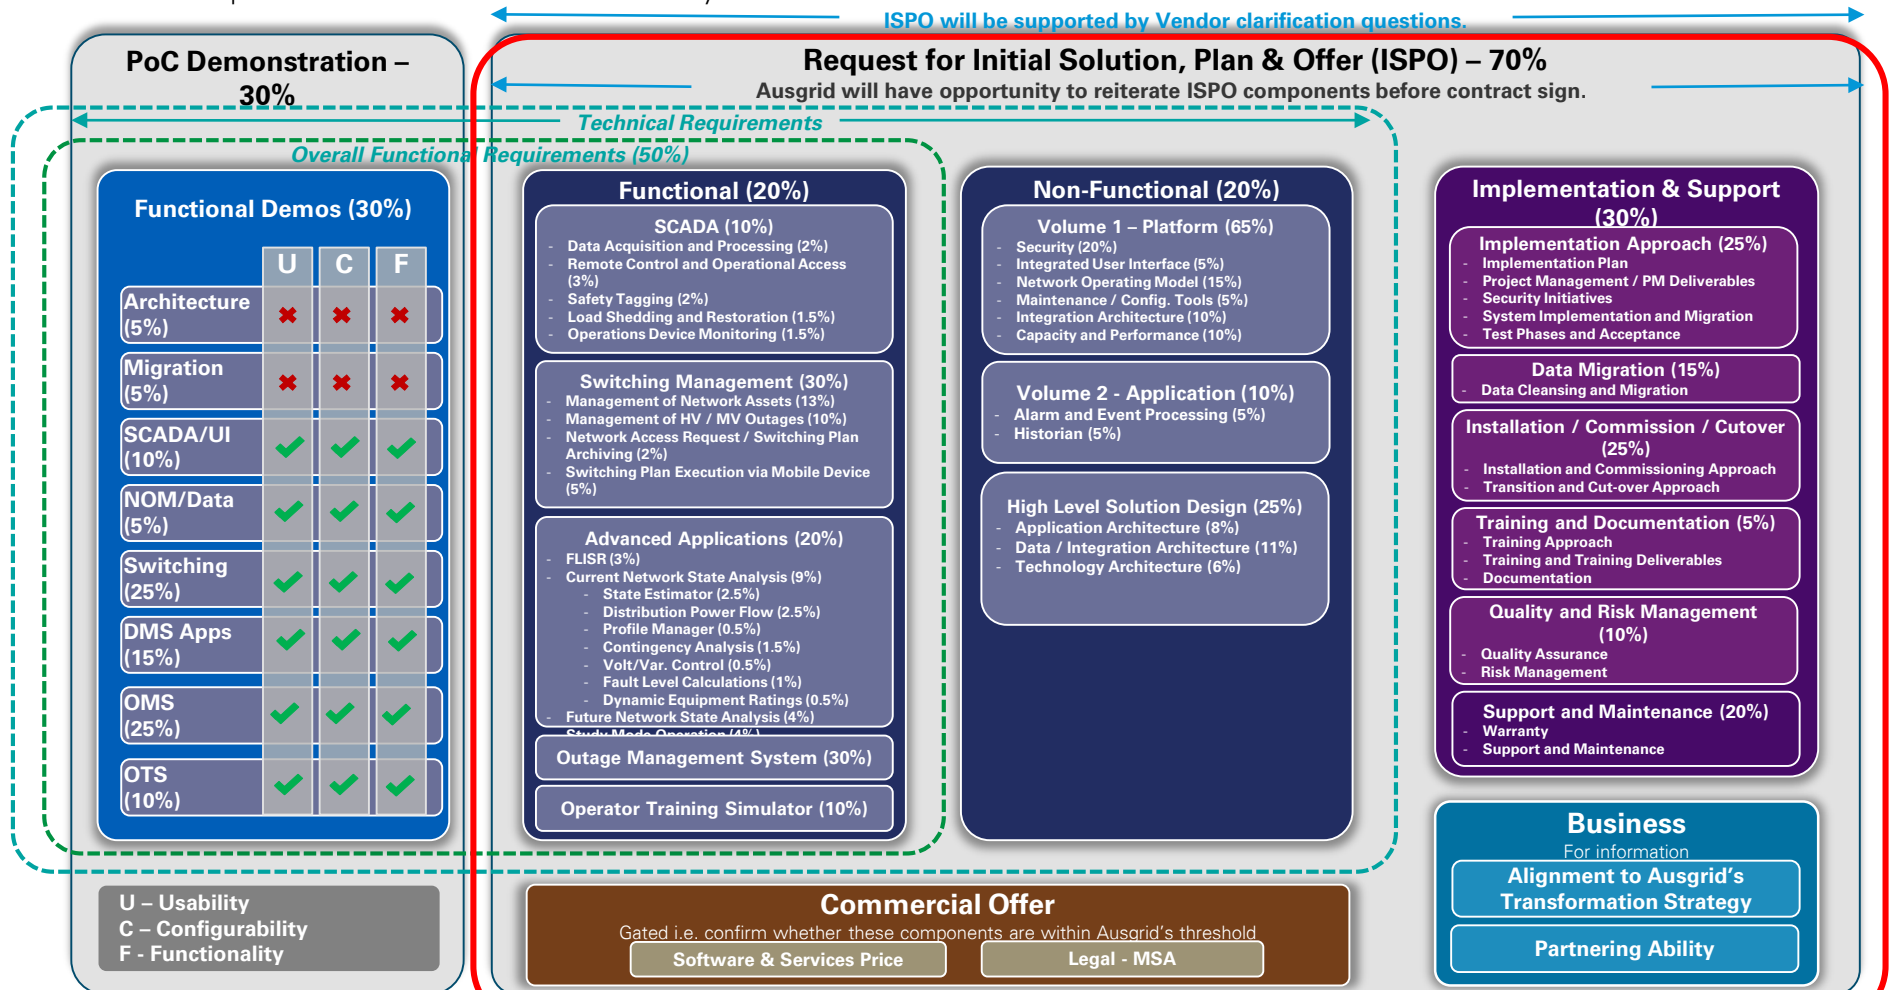 ISPO will be supported by Vendor clarification questions.
PoC Demonstration –
30%
Request for Initial Solution, Plan & Offer (ISPO) – 70%
Ausgrid will have opportunity to reiterate ISPO components before contract sign.
Technical Requirements
Overall Functional Requirements (50%)
Functional Demos (30%)
U C F
Architecture
(5%)
✖ ✖ ✖
Migration
(5%)
✖ ✖ ✖
SCADA/UI
(10%)
✔ ✔ ✔
NOM/Data
(5%)
✔ ✔ ✔
Switching
(25%)
✔ ✔ ✔
DMS Apps
(15%)
✔ ✔ ✔
OMS
(25%)
✔ ✔ ✔
OTS
(10%)
✔ ✔ ✔
U – Usability
C – Configurability
F - Functionality
Functional (20%)
SCADA (10%)
- Data Acquisition and Processing (2%)
- Remote Control and Operational Access
(3%)
- Safety Tagging (2%)
- Load Shedding and Restoration (1.5%)
- Operations Device Monitoring (1.5%)
Switching Management (30%)
- Management of Network Assets (13%)
- Management of HV / MV Outages (10%)
- Network Access Request / Switching Plan
Archiving (2%)
- Switching Plan Execution via Mobile Device
(5%)
Advanced Applications (20%)
- FLISR (3%)
- Current Network State Analysis (9%)
- State Estimator (2.5%)
- Distribution Power Flow (2.5%)
- Profile Manager (0.5%)
- Contingency Analysis (1.5%)
- Volt/Var. Control (0.5%)
- Fault Level Calculations (1%)
- Dynamic Equipment Ratings (0.5%)
- Future Network State Analysis (4%)
- Study Mode Operation (4%)
Outage Management System (30%)
Operator Training Simulator (10%)
Non-Functional (20%)
Volume 1 – Platform (65%)
- Security (20%)
- Integrated User Interface (5%)
- Network Operating Model (15%)
- Maintenance / Config. Tools (5%)
- Integration Architecture (10%)
- Capacity and Performance (10%)
Volume 2 - Application (10%)
- Alarm and Event Processing (5%)
- Historian (5%)
High Level Solution Design (25%)
- Application Architecture (8%)
- Data / Integration Architecture (11%)
- Technology Architecture (6%)
Implementation & Support
(30%)
Implementation Approach (25%)
- Implementation Plan
- Project Management / PM Deliverables
- Security Initiatives
- System Implementation and Migration
- Test Phases and Acceptance
Data Migration (15%)
- Data Cleansing and Migration
Installation / Commission / Cutover
(25%)
- Installation and Commissioning Approach
- Transition and Cut-over Approach
Training and Documentation (5%)
- Training Approach
- Training and Training Deliverables
- Documentation
Quality and Risk Management
(10%)
- Quality Assurance
- Risk Management
Support and Maintenance (20%)
- Warranty
- Support and Maintenance
Commercial Offer
Gated i.e. confirm whether these components are within Ausgrid's threshold
Software & Services Price
Legal - MSA
Business
For information
Alignment to Ausgrid's
Transformation Strategy
Partnering Ability